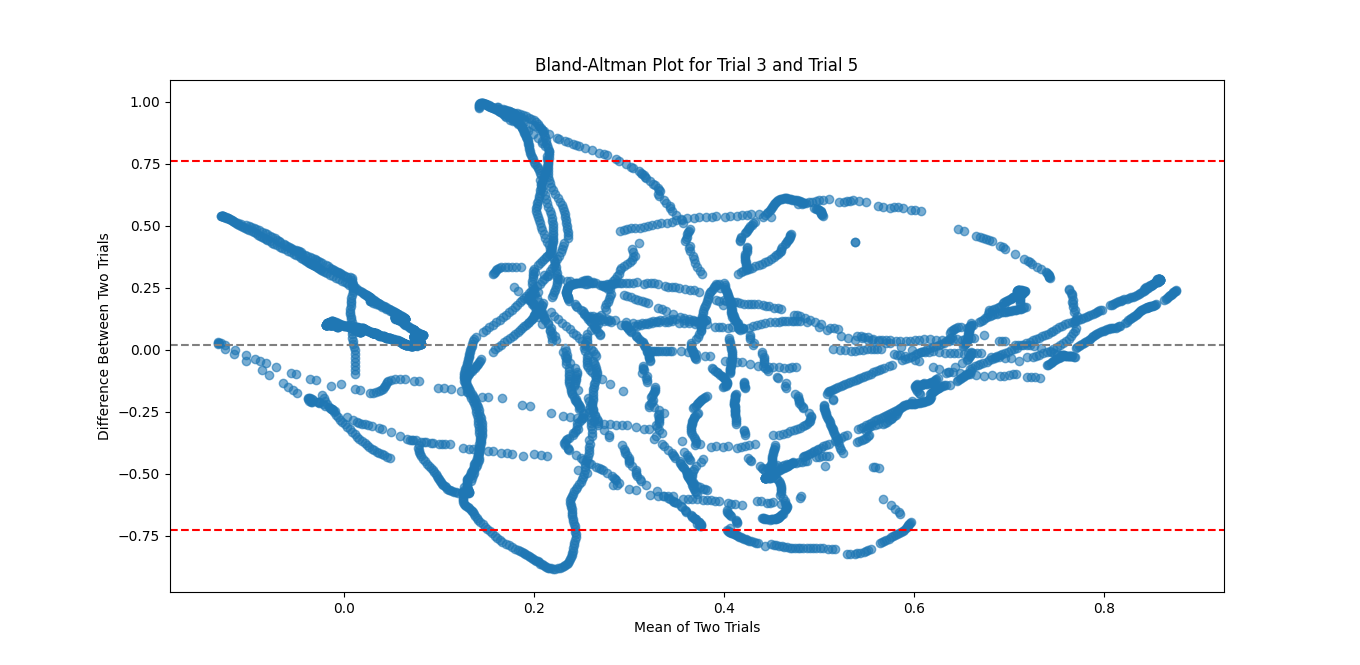 Bland-Altman Plot for Trial 3 and Trial 5
1.00
0.75
0.50
0.25
0.00
−0.25
−0.50
−0.75
Difference Between Two Trials
0.0 0.2 0.4 0.6 0.8
Mean of Two Trials